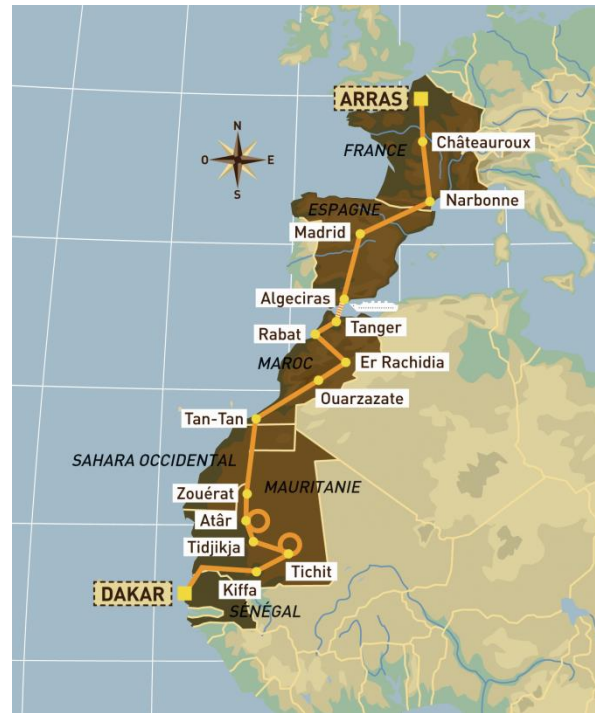 ARRAS
Châteauroux
FRANCE
N
O
E
S
Narbonne
ESPAGNE
Madrid
Algeciras
Tanger
Rabat
MAROC
Er Rachidia
Ouarzazate
Tan-Tan
SAHARA OCCIDENTAL
Zouérat
MAURITANIE
Atâr
Tidjikja
Tichit
Kiffa
DAKAR
SÉNÉGAL